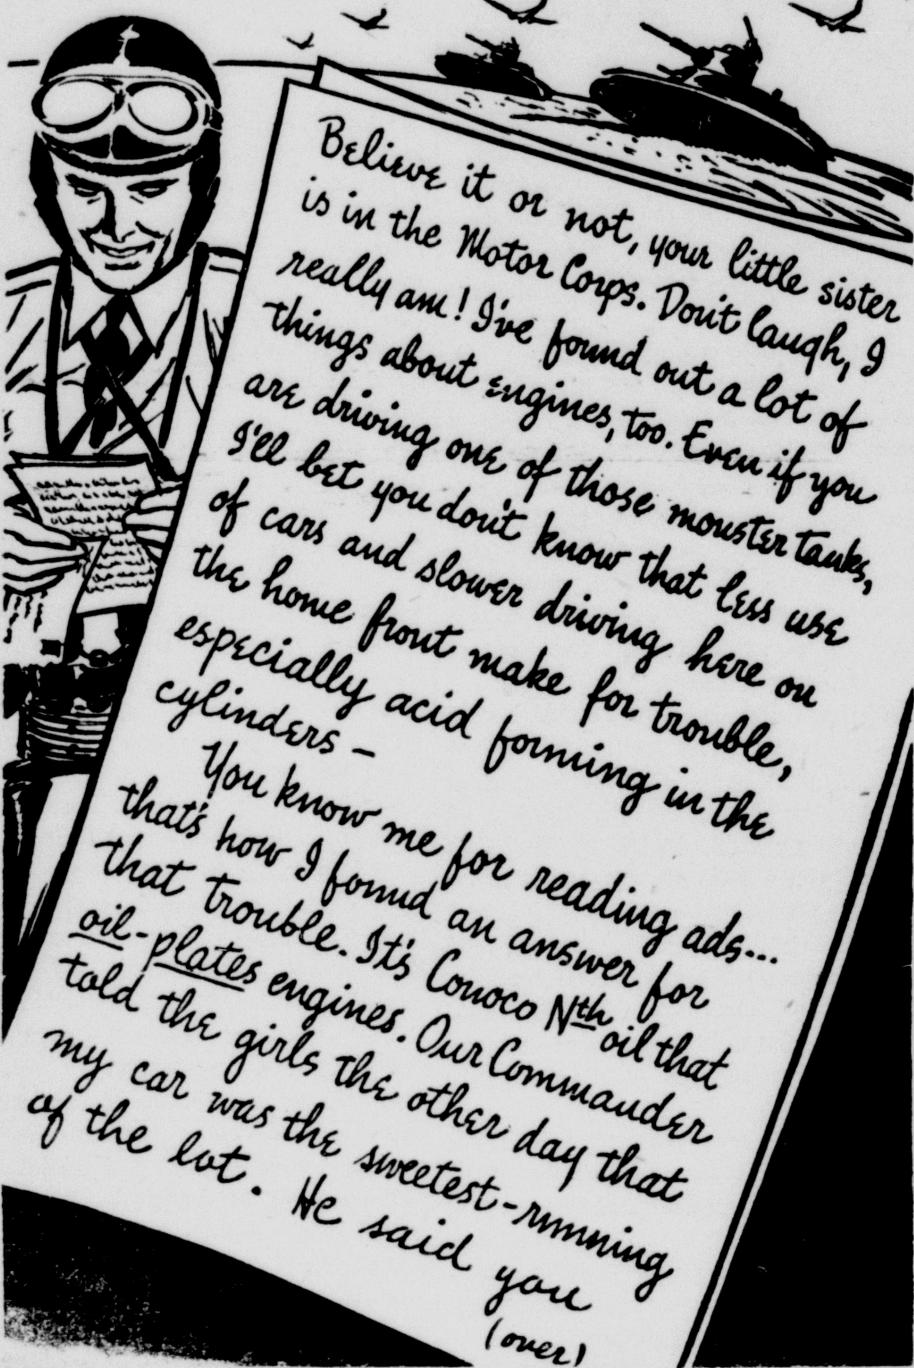 Believe it or not, your little sister
is in the Motor Corps. Don't laugh, I
really am! I've found out a lot of
things about engines, too. Even if you
are driving one of those monster tanks,
I'll bet you don't know that less use
of cars and slower driving here on
the home front make for trouble,
especially acid forming in the
cylinders –
You know me for reading ads...
that's how I found an answer for
that trouble. It's Conoco Nth oil that
oil-plates engines. Our Commander
told the girls the other day that
my car was the sweetest-running
of the lot. He said you
(over)